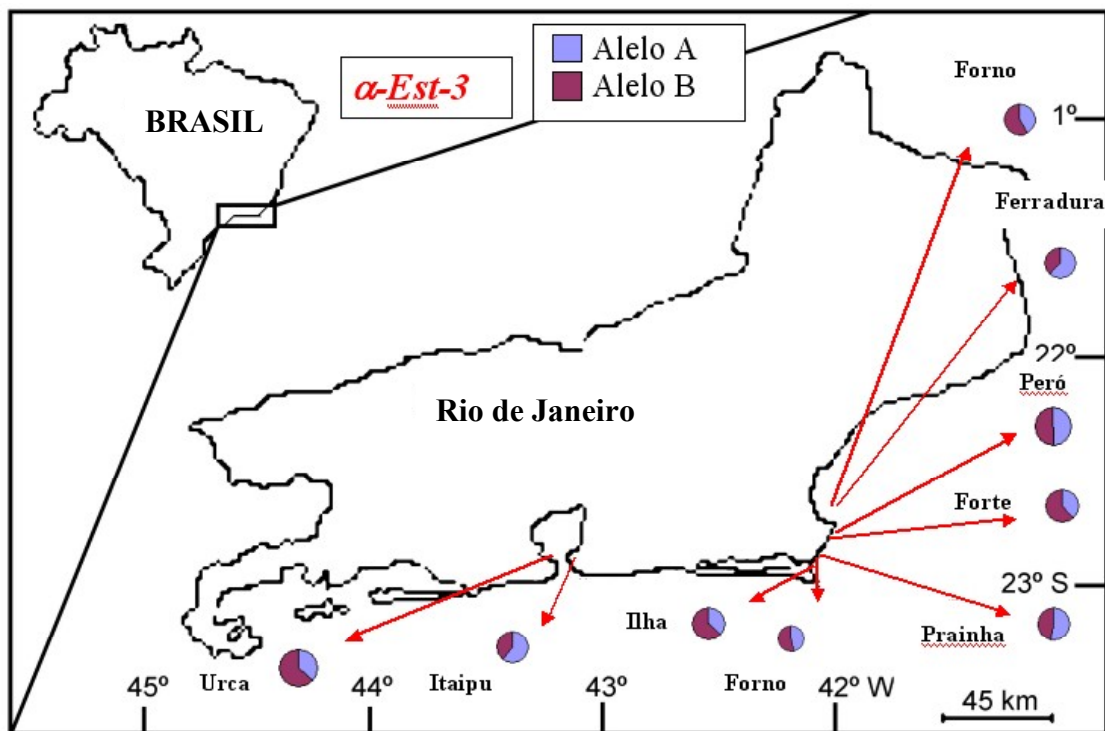 BRASIL
α-Est-3
Alelo A
Alelo B
Forno
1º
Ferradura
22º
Peró
Rio de Janeiro
Forte
23º S
Ilha
Prainha
Urca
45º
44º
Itaipu
43º
Forno
42º W
45 km